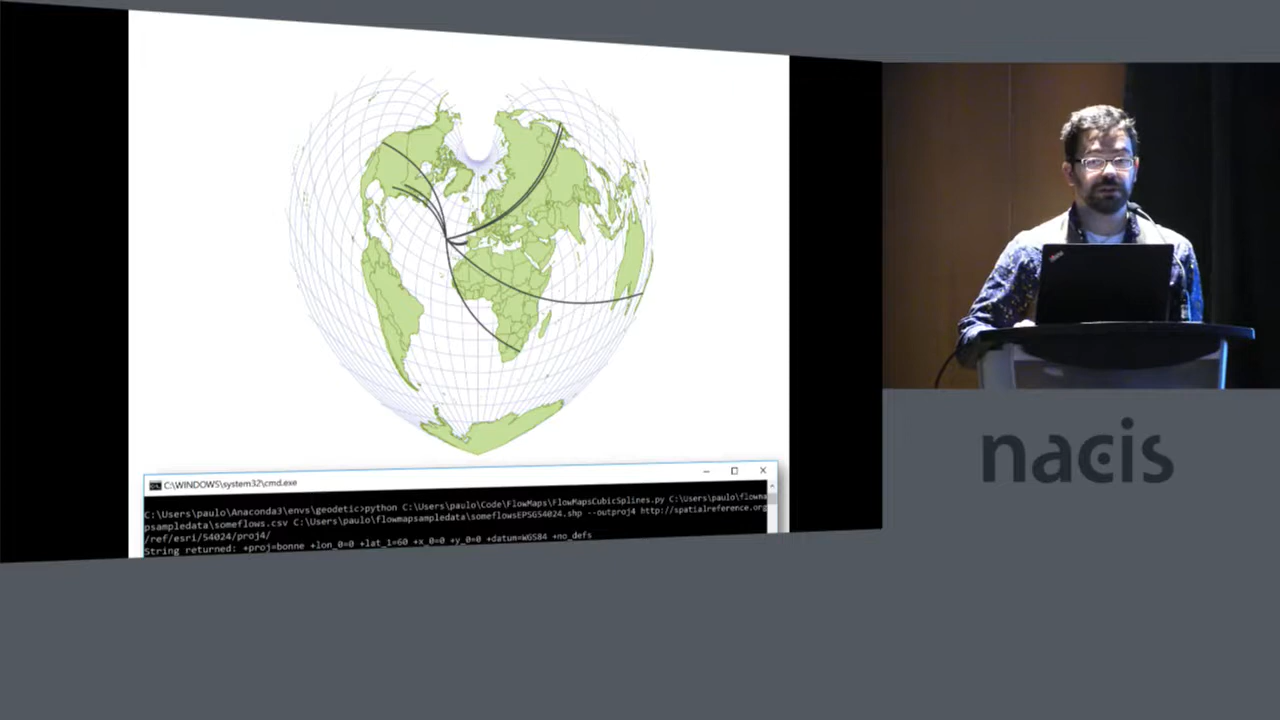 C:\WINDOWS\system32\cmd.exe
C:\Users\paulo\Anaconda3\envs\geodetic>python C:\Users\paulo\Code\FlowMaps\FlowMapsCubicSplines.py C:\Users\paulo\flowma
psampledata\someflows.csv C:\Users\paulo\flowmapsampledata\someflowsEPSG54024.shp --outproj4 http://spatialreference.org
/ref/esri/54024/proj4/
String returned: +proj=bonne +lon_0=0 +lat_1=60 +x_0=0 +y_0=0 +datum=WGS84 +no_defs
nacis